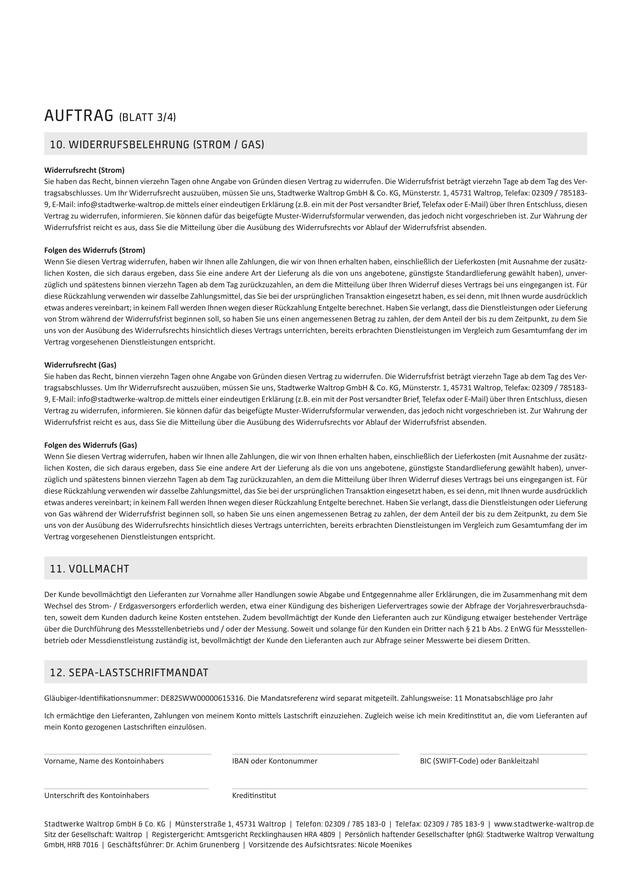 AUFTRAG (BLATT 3/4)
10. WIDERRUFSBELEHRUNG (STROM / GAS)
Widerrufsrecht (Strom)
Sie haben das Recht, binnen vierzehn Tagen ohne Angabe von Gründen diesen Vertrag zu widerrufen. Die Widerrufsfrist beträgt vierzehn Tage ab dem Tag des Ver-
tragsabschlusses. Um Ihr Widerrufsrecht auszuüben, müssen Sie uns, Stadtwerke Waltrop GmbH & Co. KG, Münsterstr. 1, 45731 Waltrop, Telefax: 02309 / 785183-
9, E-Mail: info@stadtwerke-waltrop.de mittels einer eindeutigen Erklärung (z.B. ein mit der Post versandter Brief, Telefax oder E-Mail) über Ihren Entschluss, diesen
Vertrag zu widerrufen, informieren. Sie können dafür das beigefügte Muster-Widerrufsformular verwenden, das jedoch nicht vorgeschrieben ist. Zur Wahrung der
Widerrufsfrist reicht es aus, dass Sie die Mitteilung über die Ausübung des Widerrufsrechts vor Ablauf der Widerrufsfrist absenden.
Folgen des Widerrufs (Strom)
Wenn Sie diesen Vertrag widerrufen, haben wir Ihnen alle Zahlungen, die wir von Ihnen erhalten haben, einschließlich der Lieferkosten (mit Ausnahme der zusätz-
lichen Kosten, die sich daraus ergeben, dass Sie eine andere Art der Lieferung als die von uns angebotene, günstigste Standardlieferung gewählt haben), unver-
züglich und spätestens binnen vierzehn Tagen ab dem Tag zurückzuzahlen, an dem die Mitteilung über Ihren Widerruf dieses Vertrags bei uns eingegangen ist. Für
diese Rückzahlung verwenden wir dasselbe Zahlungsmittel, das Sie bei der ursprünglichen Transaktion eingesetzt haben, es sei denn, mit Ihnen wurde ausdrücklich
etwas anderes vereinbart; in keinem Fall werden Ihnen wegen dieser Rückzahlung Entgelte berechnet. Haben Sie verlangt, dass die Dienstleistungen oder Lieferung
von Strom während der Widerrufsfrist beginnen soll, so haben Sie uns einen angemessenen Betrag zu zahlen, der dem Anteil der bis zu dem Zeitpunkt, zu dem Sie
uns von der Ausübung des Widerrufsrechts hinsichtlich dieses Vertrags unterrichten, bereits erbrachten Dienstleistungen im Vergleich zum Gesamtumfang der im
Vertrag vorgesehenen Dienstleistungen entspricht.
Widerrufsrecht (Gas)
Sie haben das Recht, binnen vierzehn Tagen ohne Angabe von Gründen diesen Vertrag zu widerrufen. Die Widerrufsfrist beträgt vierzehn Tage ab dem Tag des Ver-
tragsabschlusses. Um Ihr Widerrufsrecht auszuüben, müssen Sie uns, Stadtwerke Waltrop GmbH & Co. KG, Münsterstr. 1, 45731 Waltrop, Telefax: 02309 / 785183-
9, E-Mail: info@stadtwerke-waltrop.de mittels einer eindeutigen Erklärung (z.B. ein mit der Post versandter Brief, Telefax oder E-Mail) über Ihren Entschluss, diesen
Vertrag zu widerrufen, informieren. Sie können dafür das beigefügte Muster-Widerrufsformular verwenden, das jedoch nicht vorgeschrieben ist. Zur Wahrung der
Widerrufsfrist reicht es aus, dass Sie die Mitteilung über die Ausübung des Widerrufsrechts vor Ablauf der Widerrufsfrist absenden.
Folgen des Widerrufs (Gas)
Wenn Sie diesen Vertrag widerrufen, haben wir Ihnen alle Zahlungen, die wir von Ihnen erhalten haben, einschließlich der Lieferkosten (mit Ausnahme der zusätz-
lichen Kosten, die sich daraus ergeben, dass Sie eine andere Art der Lieferung als die von uns angebotene, günstigste Standardlieferung gewählt haben), unver-
züglich und spätestens binnen vierzehn Tagen ab dem Tag zurückzuzahlen, an dem die Mitteilung über Ihren Widerruf dieses Vertrags bei uns eingegangen ist. Für
diese Rückzahlung verwenden wir dasselbe Zahlungsmittel, das Sie bei der ursprünglichen Transaktion eingesetzt haben, es sei denn, mit Ihnen wurde ausdrücklich
etwas anderes vereinbart; in keinem Fall werden Ihnen wegen dieser Rückzahlung Entgelte berechnet. Haben Sie verlangt, dass die Dienstleistungen oder Lieferung
von Gas während der Widerrufsfrist beginnen soll, so haben Sie uns einen angemessenen Betrag zu zahlen, der dem Anteil der bis zu dem Zeitpunkt, zu dem Sie
uns von der Ausübung des Widerrufsrechts hinsichtlich dieses Vertrags unterrichten, bereits erbrachten Dienstleistungen im Vergleich zum Gesamtumfang der im
Vertrag vorgesehenen Dienstleistungen entspricht.
11. VOLLMACHT
Der Kunde bevollmächtigt den Lieferanten zur Vornahme aller Handlungen sowie Abgabe und Entgegennahme aller Erklärungen, die im Zusammenhang mit dem
Wechsel des Strom- / Erdgasversorgers erforderlich werden, etwa einer Kündigung des bisherigen Liefervertrages sowie der Abfrage der Vorjahresverbrauchsda-
ten, soweit dem Kunden dadurch keine Kosten entstehen. Zudem bevollmächtigt der Kunde den Lieferanten auch zur Kündigung etwaiger bestehender Verträge
über die Durchführung des Messstellenbetriebs und / oder der Messung. Soweit und solange für den Kunden ein Dritter nach § 21 b Abs. 2 EnWG für Messstellen-
betrieb oder Messdienstleistung zuständig ist, bevollmächtigt der Kunde den Lieferanten auch zur Abfrage seiner Messwerte bei diesem Dritten.
12. SEPA-LASTSCHRIFTMANDAT
Gläubiger-Identifikationsnummer: DE82SWW00000615316. Die Mandatsreferenz wird separat mitgeteilt. Zahlungsweise: 11 Monatsabschläge pro Jahr
Ich ermächtige den Lieferanten, Zahlungen von meinem Konto mittels Lastschrift einzuziehen. Zugleich weise ich mein Kreditinstitut an, die vom Lieferanten auf
mein Konto gezogenen Lastschriften einzulösen.
Vorname, Name des Kontoinhabers IBAN oder Kontonummer BIC (SWIFT-Code) oder Bankleitzahl
Unterschrift des Kontoinhabers Kreditinstitut
Stadtwerke Waltrop GmbH & Co. KG | Münsterstraße 1, 45731 Waltrop | Telefon: 02309 / 785 183-0 | Telefax: 02309 / 785 183-9 | www.stadtwerke-waltrop.de
Sitz der Gesellschaft: Waltrop | Registergericht: Amtsgericht Recklinghausen HRA 4809 | Persönlich haftender Gesellschafter (phG): Stadtwerke Waltrop Verwaltung
GmbH, HRB 7016 | Geschäftsführer: Dr. Achim Grunenberg | Vorsitzende des Aufsichtsrates: Nicole Moenikes